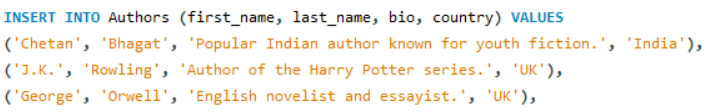 INSERT INTO Authors (first_name, last_name, bio, country) VALUES
('Chetan', 'Bhagat', 'Popular Indian author known for youth fiction.', 'India'),
('J.K.', 'Rowling', 'Author of the Harry Potter series.', 'UK'),
('George', 'Orwell', 'English novelist and essayist.', 'UK'),